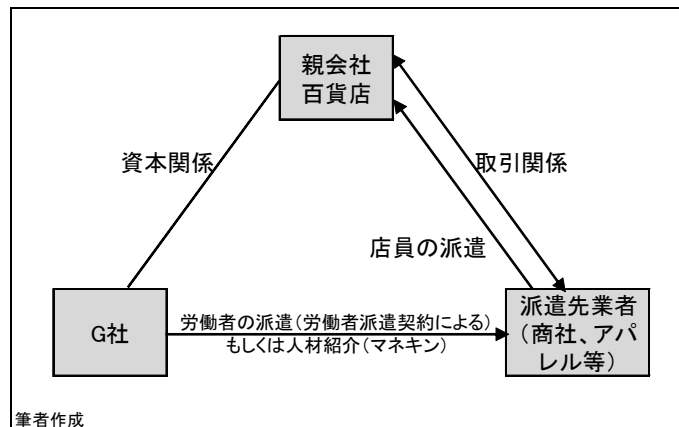 親会社
百貨店
資本関係
取引関係
店員の派遣
G社
労働者の派遣（労働者派遣契約による）
もしくは人材紹介（マネキン）
派遣先業者
（商社、アパ
レル等）
筆者作成